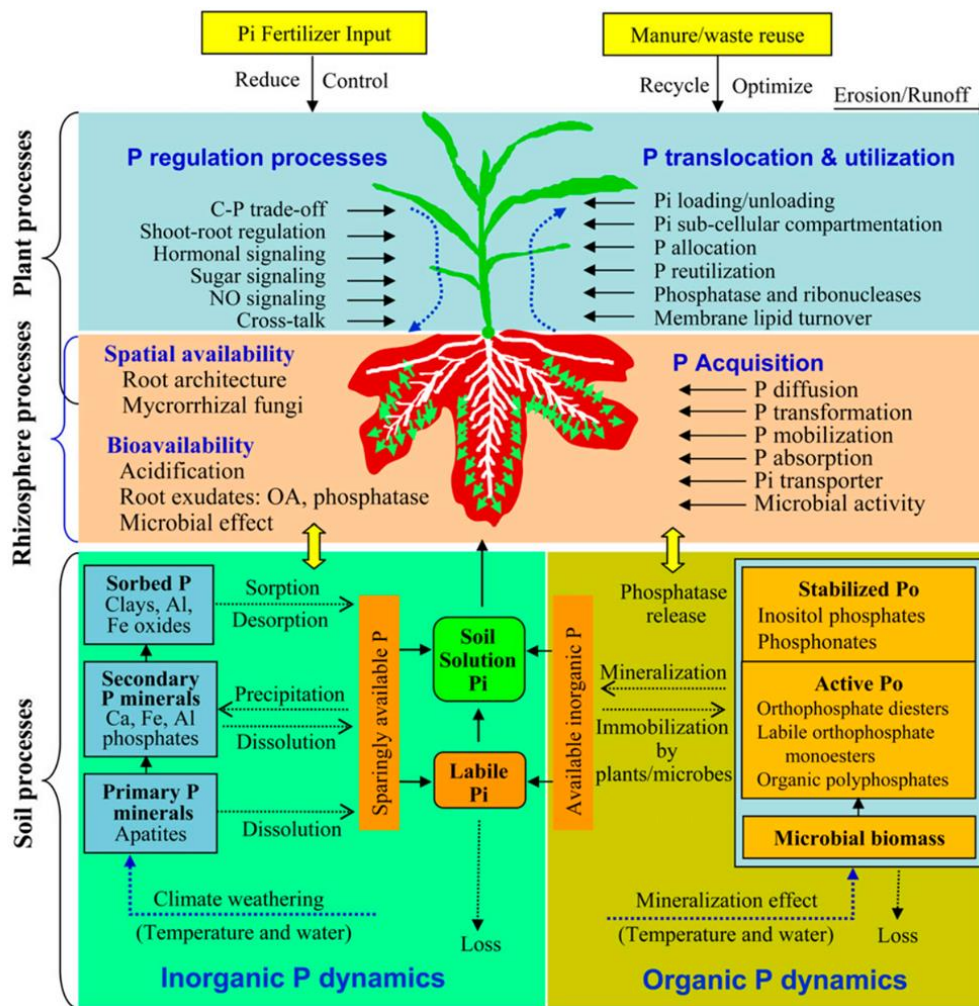 Pi Fertilizer Input
Manure/waste reuse
Reduce
Control
Recycle
Optimize
Erosion/Runoff
Plant processes
P regulation processes
C-P trade-off
Shoot-root regulation
Hormonal signaling
Sugar signaling
NO signaling
Cross-talk
P translocation & utilization
Pi loading/unloading
Pi sub-cellular compartmentation
P allocation
P reutilization
Phosphatase and ribonucleases
Membrane lipid turnover
Rhizosphere processes
Spatial availability
Root architecture
Mycrorrhizal fungi
Bioavailability
Acidification
Root exudates: OA, phosphatase
Microbial effect
P Acquisition
P diffusion
P transformation
P mobilization
P absorption
Pi transporter
Microbial activity
Soil processes
Sorbed P
Clays, Al,
Fe oxides
Sorption
Desorption
Secondary
P minerals
Ca, Fe, Al
phosphates
Precipitation
Dissolution
Primary P
minerals
Apatites
Dissolution
Sparingly available P
Soil
Solution
Pi
Labile
Pi
Available inorganic P
Climate weathering
(Temperature and water)
Loss
Inorganic P dynamics
Phosphatase
release
Mineralization
Immobilization
by
plants/microbes
Stabilized Po
Inositol phosphates
Phosphonates
Active Po
Orthophosphate diesters
Labile orthophosphate
monoesters
Organic polyphosphates
Microbial biomass
Mineralization effect
(Temperature and water)
Loss
Organic P dynamics